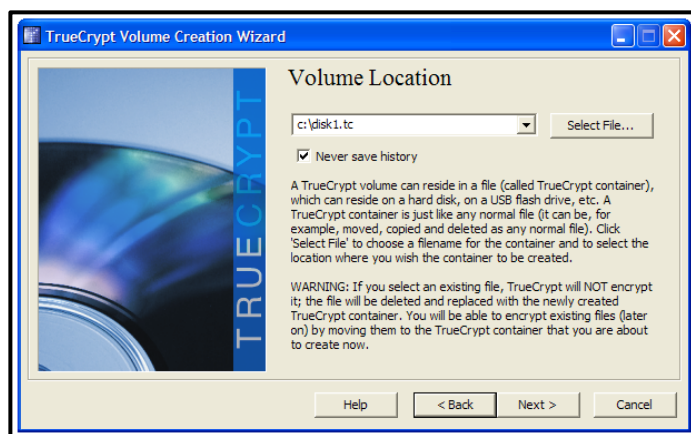 TrueCrypt Volume Creation Wizard
TRUECRYPT
Volume Location
c:\disk1.tc
Select File...
Never save history
A TrueCrypt volume can reside in a file (called TrueCrypt container),
which can reside on a hard disk, on a USB flash drive, etc. A
TrueCrypt container is just like any normal file (it can be, for
example, moved, copied and deleted as any normal file). Click
'Select File' to choose a filename for the container and to select the
location where you wish the container to be created.
WARNING: If you select an existing file, TrueCrypt will NOT encrypt
it; the file will be deleted and replaced with the newly created
TrueCrypt container. You will be able to encrypt existing files (later
on) by moving them to the TrueCrypt container that you are about
to create now.
Help
< Back
Next >
Cancel